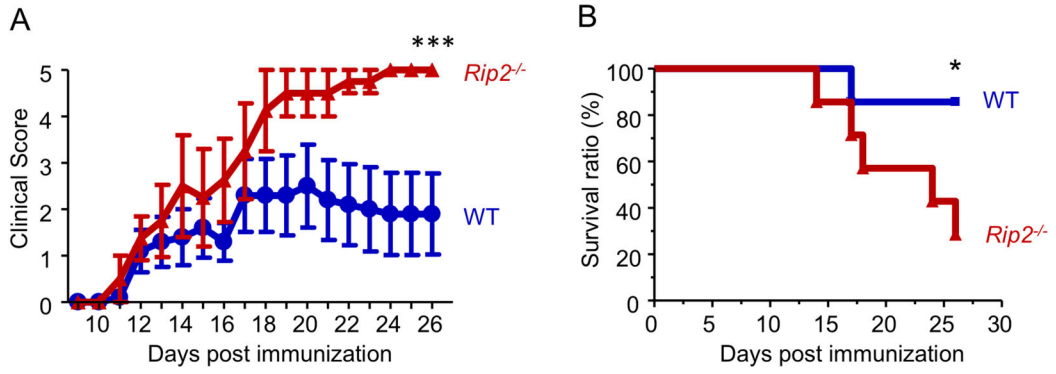 A
Clinical Score
5
4
3
2
1
0
10 12 14 16 18 20 22 24 26
Days post immunization
***
Rip2-/-
WT
B
Survival ratio (%)
100
80
60
40
20
0
0 5 10 15 20 25 30
Days post immunization
*
WT
Rip2-/-